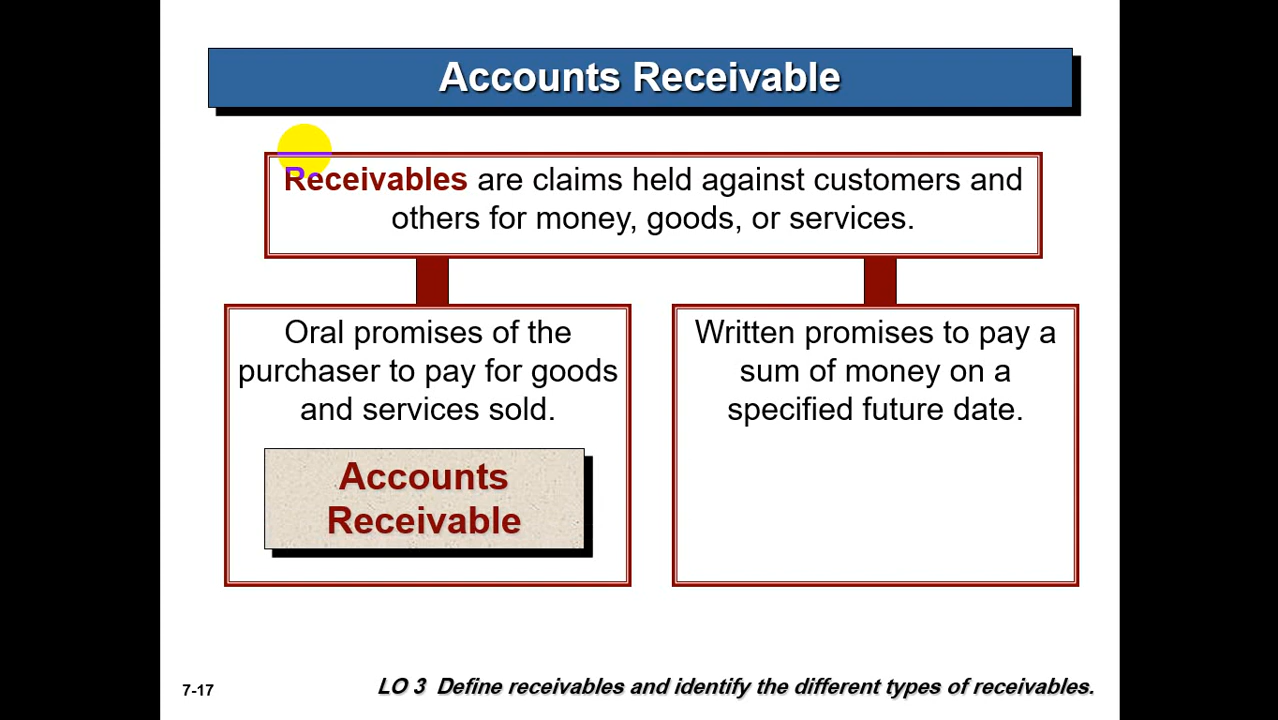 Accounts Receivable
Receivables are claims held against customers and
others for money, goods, or services.
Oral promises of the
purchaser to pay for goods
and services sold.
Accounts
Receivable
Written promises to pay a
sum of money on a
specified future date.
7-17
LO 3 Define receivables and identify the different types of receivables.